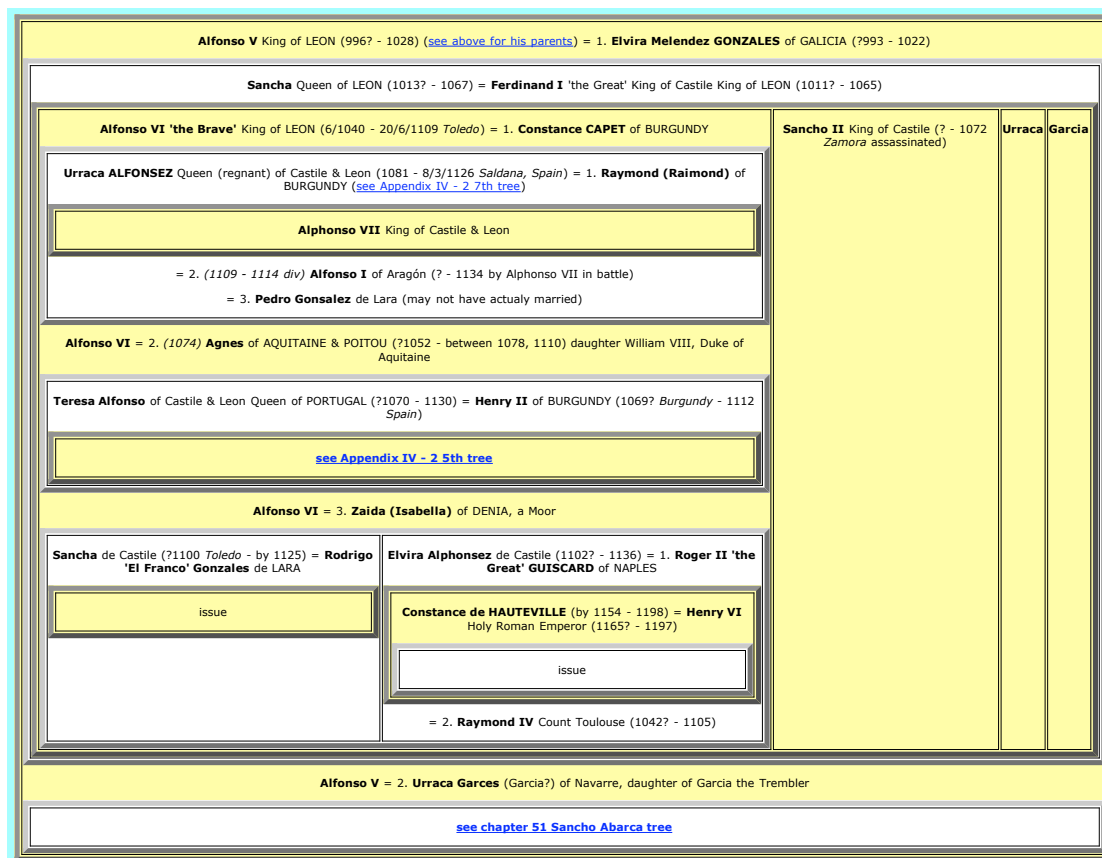 Alfonso V King of LEON (996? - 1028) (see above for his parents) = 1. Elvira Melendez GONZALES of GALICIA (?993 - 1022)
Sancha Queen of LEON (1013? - 1067) = Ferdinand I 'the Great' King of Castile King of LEON (1011? - 1065)
Alfonso VI 'the Brave' King of LEON (6/1040 - 20/6/1109 Toledo) = 1. Constance CAPET of BURGUNDY
Urraca ALFONSEZ Queen (regnant) of Castile & Leon (1081 - 8/3/1126 Saldana, Spain) = 1. Raymond (Raimond) of
BURGUNDY (see Appendix IV - 2 7th tree)
Alphonso VII King of Castile & Leon
= 2. (1109 - 1114 div) Alfonso I of Aragón (? - 1134 by Alphonso VII in battle)
= 3. Pedro Gonsalez de Lara (may not have actualy married)
Alfonso VI = 2. (1074) Agnes of AQUITAINE & POITOU (?1052 - between 1078, 1110) daughter William VIII, Duke of
Aquitaine
Teresa Alfonso of Castile & Leon Queen of PORTUGAL (?1070 - 1130) = Henry II of BURGUNDY (1069? Burgundy - 1112
Spain)
see Appendix IV - 2 5th tree
Alfonso VI = 3. Zaida (Isabella) of DENIA, a Moor
Sancha de Castile (?1100 Toledo - by 1125) = Rodrigo
'El Franco' Gonzales de LARA
issue
Elvira Alphonsez de Castile (1102? - 1136) = 1. Roger II 'the
Great' GUISCARD of NAPLES
Constance de HAUTEVILLE (by 1154 - 1198) = Henry VI
Holy Roman Emperor (1165? - 1197)
issue
= 2. Raymond IV Count Toulouse (1042? - 1105)
Sancho II King of Castile (? - 1072
Zamora assassinated)
Urraca
Garcia
Alfonso V = 2. Urraca Garces (Garcia?) of Navarre, daughter of Garcia the Trembler
see chapter 51 Sancho Abarca tree